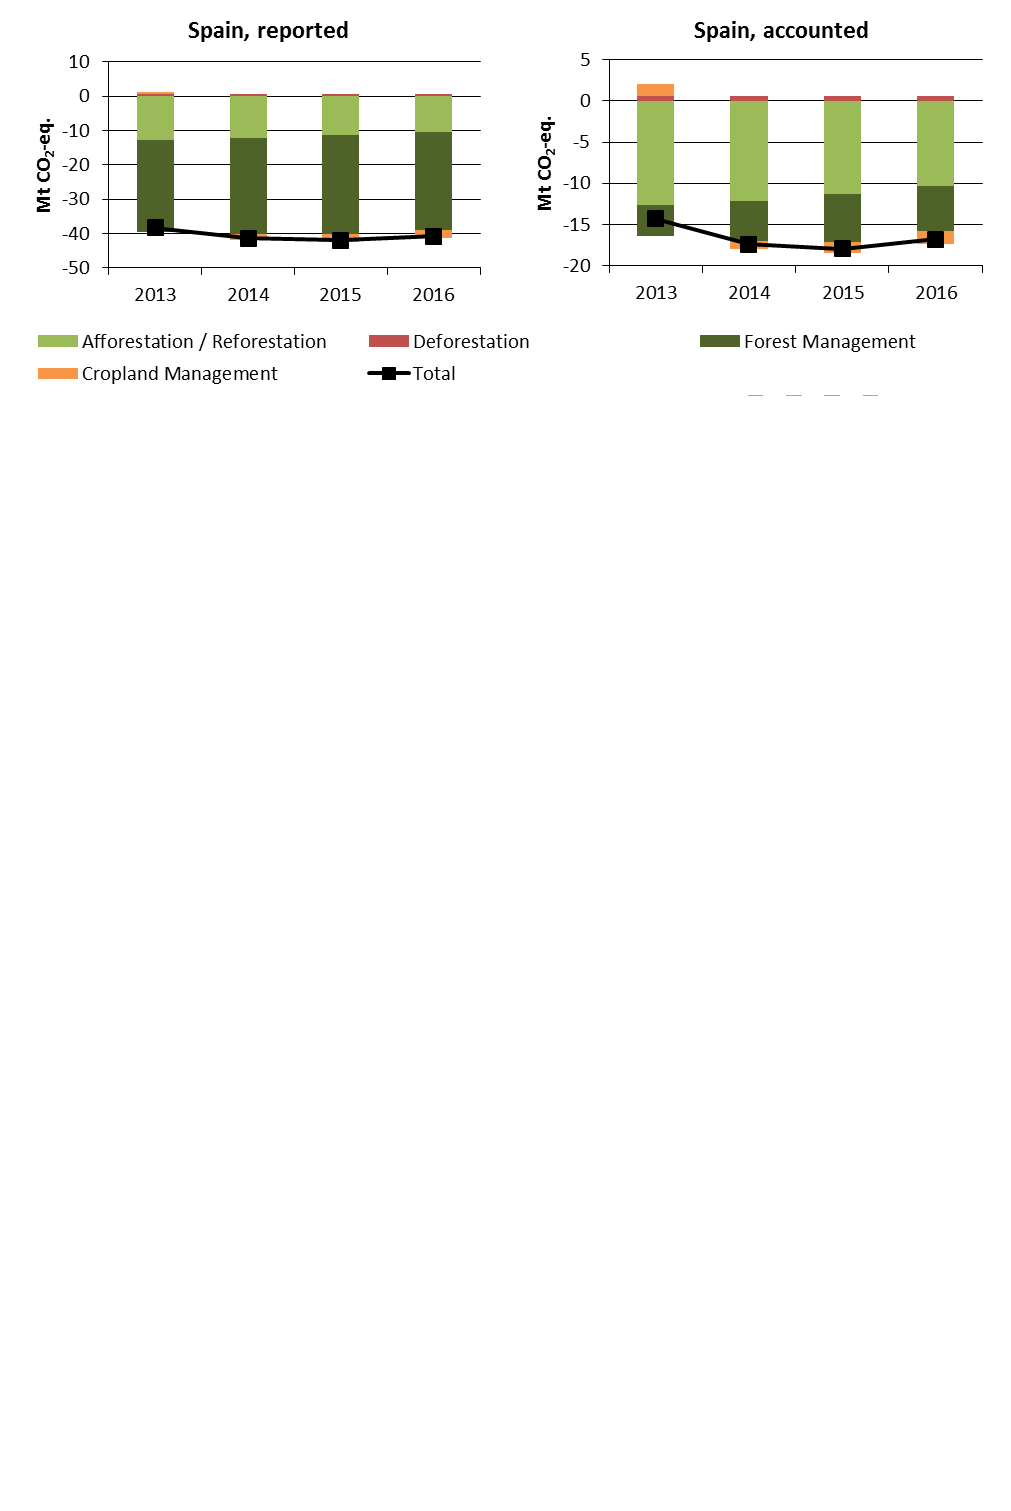 Spain, reported
10
0
-10
-20
-30
-40
-50
Mt CO₂-eq.
2013 2014 2015 2016
Spain, accounted
5
0
-5
-10
-15
-20
Mt CO₂-eq.
2013 2014 2015 2016
Afforestation / Reforestation Deforestation Forest Management
Cropland Management Total